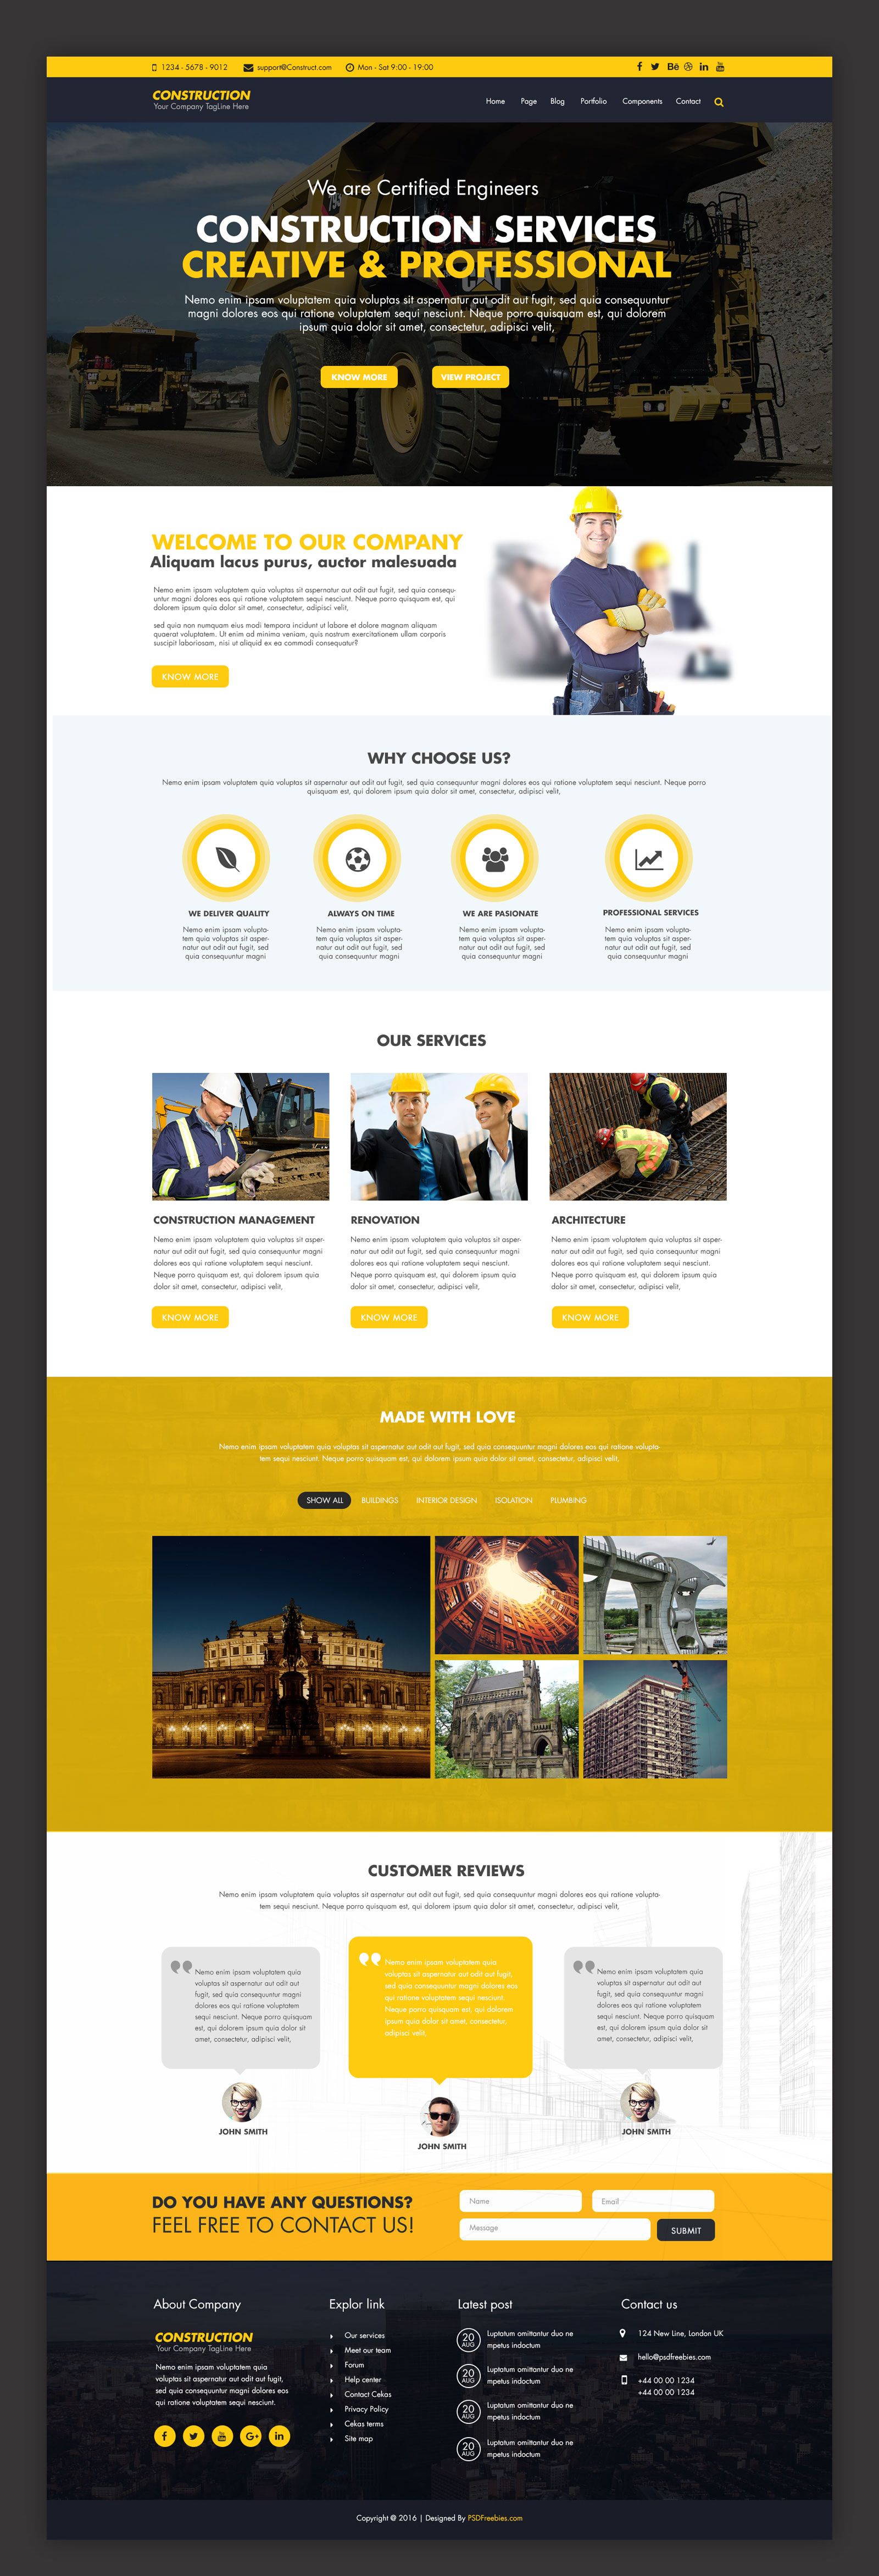 1234 - 5678 - 9012
support@Construct.com
Mon - Sat 9:00 - 19:00
CONSTRUCTION
Your Company TagLine Here
Home Page Blog Portfolio Components Contact
We are Certified Engineers
CONSTRUCTION SERVICES
CREATIVE & PROFESSIONAL
Nemo enim ipsam voluptatem quia voluptas sit aspernatur aut odit aut fugit, sed quia consequuntur
magni dolores eos qui ratione voluptatem sequi nesciunt. Neque porro quisquam est, qui dolorem
ipsum quia dolor sit amet, consectetur, adipisci velit,
KNOW MORE
VIEW PROJECT
WELCOME TO OUR COMPANY
Aliquam lacus purus, auctor malesuada
Nemo enim ipsam voluptatem quia voluptas sit aspernatur aut odit aut fugit, sed quia consequ-
untur magni dolores eos qui ratione voluptatem sequi nesciunt. Neque porro quisquam est, qui
dolorem ipsum quia dolor sit amet, consectetur, adipisci velit,
sed quia non numquam eius modi tempora incidunt ut labore et dolore magnam aliquam
quaerat voluptatem. Ut enim ad minima veniam, quis nostrum exercitationem ullam corporis
suscipit laboriosam, nisi ut aliquid ex ea commodi consequatur?
KNOW MORE
WHY CHOOSE US?
Nemo enim ipsam voluptatem quia voluptas sit aspernatur aut odit aut fugit, sed quia consequuntur magni dolores eos qui ratione voluptatem sequi nesciunt. Neque porro
quisquam est, qui dolorem ipsum quia dolor sit amet, consectetur, adipisci velit,
WE DELIVER QUALITY
Nemo enim ipsam volupta-
tem quia voluptas sit asper-
natur aut odit aut fugit, sed
quia consequuntur magni
ALWAYS ON TIME
Nemo enim ipsam volupta-
tem quia voluptas sit asper-
natur aut odit aut fugit, sed
quia consequuntur magni
WE ARE PASIONATE
Nemo enim ipsam volupta-
tem quia voluptas sit asper-
natur aut odit aut fugit, sed
quia consequuntur magni
PROFESSIONAL SERVICES
Nemo enim ipsam volupta-
tem quia voluptas sit asper-
natur aut odit aut fugit, sed
quia consequuntur magni
OUR SERVICES
CONSTRUCTION MANAGEMENT
Nemo enim ipsam voluptatem quia voluptas sit asper-
natur aut odit aut fugit, sed quia consequuntur magni
dolores eos qui ratione voluptatem sequi nesciunt.
Neque porro quisquam est, qui dolorem ipsum quia
dolor sit amet, consectetur, adipisci velit,
KNOW MORE
RENOVATION
Nemo enim ipsam voluptatem quia voluptas sit asper-
natur aut odit aut fugit, sed quia consequuntur magni
dolores eos qui ratione voluptatem sequi nesciunt.
Neque porro quisquam est, qui dolorem ipsum quia
dolor sit amet, consectetur, adipisci velit,
KNOW MORE
ARCHITECTURE
Nemo enim ipsam voluptatem quia voluptas sit asper-
natur aut odit aut fugit, sed quia consequuntur magni
dolores eos qui ratione voluptatem sequi nesciunt.
Neque porro quisquam est, qui dolorem ipsum quia
dolor sit amet, consectetur, adipisci velit,
KNOW MORE
MADE WITH LOVE
Nemo enim ipsam voluptatem quia voluptas sit aspernatur aut odit aut fugit, sed quia consequuntur magni dolores eos qui ratione volupta-
tem sequi nesciunt. Neque porro quisquam est, qui dolorem ipsum quia dolor sit amet, consectetur, adipisci velit,
SHOW ALL BUILDINGS INTERIOR DESIGN ISOLATION PLUMBING
CUSTOMER REVIEWS
Nemo enim ipsam voluptatem quia voluptas sit aspernatur aut odit aut fugit, sed quia consequuntur magni dolores eos qui ratione volupta-
tem sequi nesciunt. Neque porro quisquam est, qui dolorem ipsum quia dolor sit amet, consectetur, adipisci velit,
Nemo enim ipsam voluptatem quia
voluptas sit aspernatur aut odit aut
fugit, sed quia consequuntur magni
dolores eos qui ratione voluptatem
sequi nesciunt. Neque porro quisquam
est, qui dolorem ipsum quia dolor sit
amet, consectetur, adipisci velit,
JOHN SMITH
Nemo enim ipsam voluptatem quia
voluptas sit aspernatur aut odit aut fugit,
sed quia consequuntur magni dolores eos
qui ratione voluptatem sequi nesciunt.
Neque porro quisquam est, qui dolorem
ipsum quia dolor sit amet, consectetur,
adipisci velit,
JOHN SMITH
Nemo enim ipsam voluptatem quia
voluptas sit aspernatur aut odit aut
fugit, sed quia consequuntur magni
dolores eos qui ratione voluptatem
sequi nesciunt. Neque porro quisquam
est, qui dolorem ipsum quia dolor sit
amet, consectetur, adipisci velit,
JOHN SMITH
DO YOU HAVE ANY QUESTIONS?
FEEL FREE TO CONTACT US!
Name
Email
Message
SUBMIT
About Company
CONSTRUCTION
Your Company TagLine Here
Nemo enim ipsam voluptatem quia
voluptas sit aspernatur aut odit aut fugit,
sed quia consequuntur magni dolores eos
qui ratione voluptatem sequi nesciunt.
Explor link
Our services
Meet our team
Forum
Help center
Contact Cekas
Privacy Policy
Cekas terms
Site map
Latest post
20 AUG
Luptatum omittantur duo ne
mpetus indoctum
20 AUG
Luptatum omittantur duo ne
mpetus indoctum
20 AUG
Luptatum omittantur duo ne
mpetus indoctum
20 AUG
Luptatum omittantur duo ne
mpetus indoctum
Contact us
124 New Line, London UK
hello@psdfreebies.com
+44 00 00 1234
+44 00 00 1234
Copyright @ 2016 | Designed By PSDFreebies.com